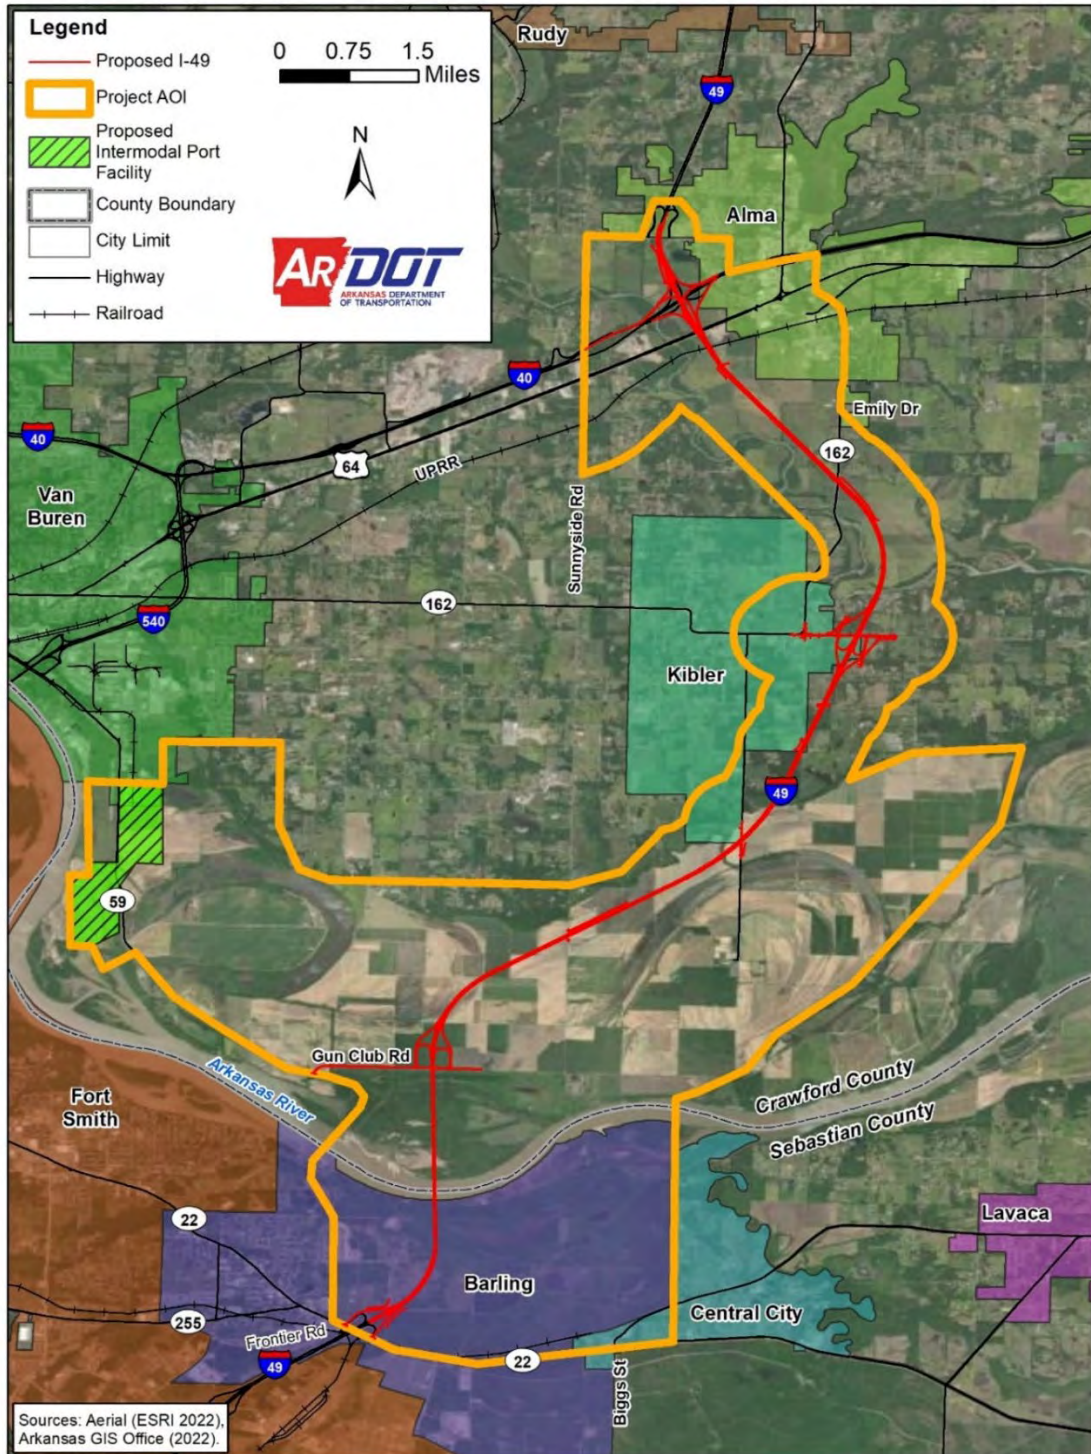 Legend
Proposed I-49
Project AOI
Proposed
Intermodal Port
Facility
County Boundary
City Limit
Highway
Railroad
0 0.75 1.5
Miles
N
ARDOT
ARKANSAS DEPARTMENT
OF TRANSPORTATION
Rudy
49
Alma
40
Emily Dr
40
64
UPRR
162
Van
Buren
Sunnyside Rd
162
540
Kibler
49
59
Gun Club Rd
Arkansas River
Crawford County
Sebastian County
Fort
Smith
22
Lavaca
Barling
Central City
255
Frontier Rd
49
22
Biggs St
Sources: Aerial (ESRI 2022),
Arkansas GIS Office (2022).